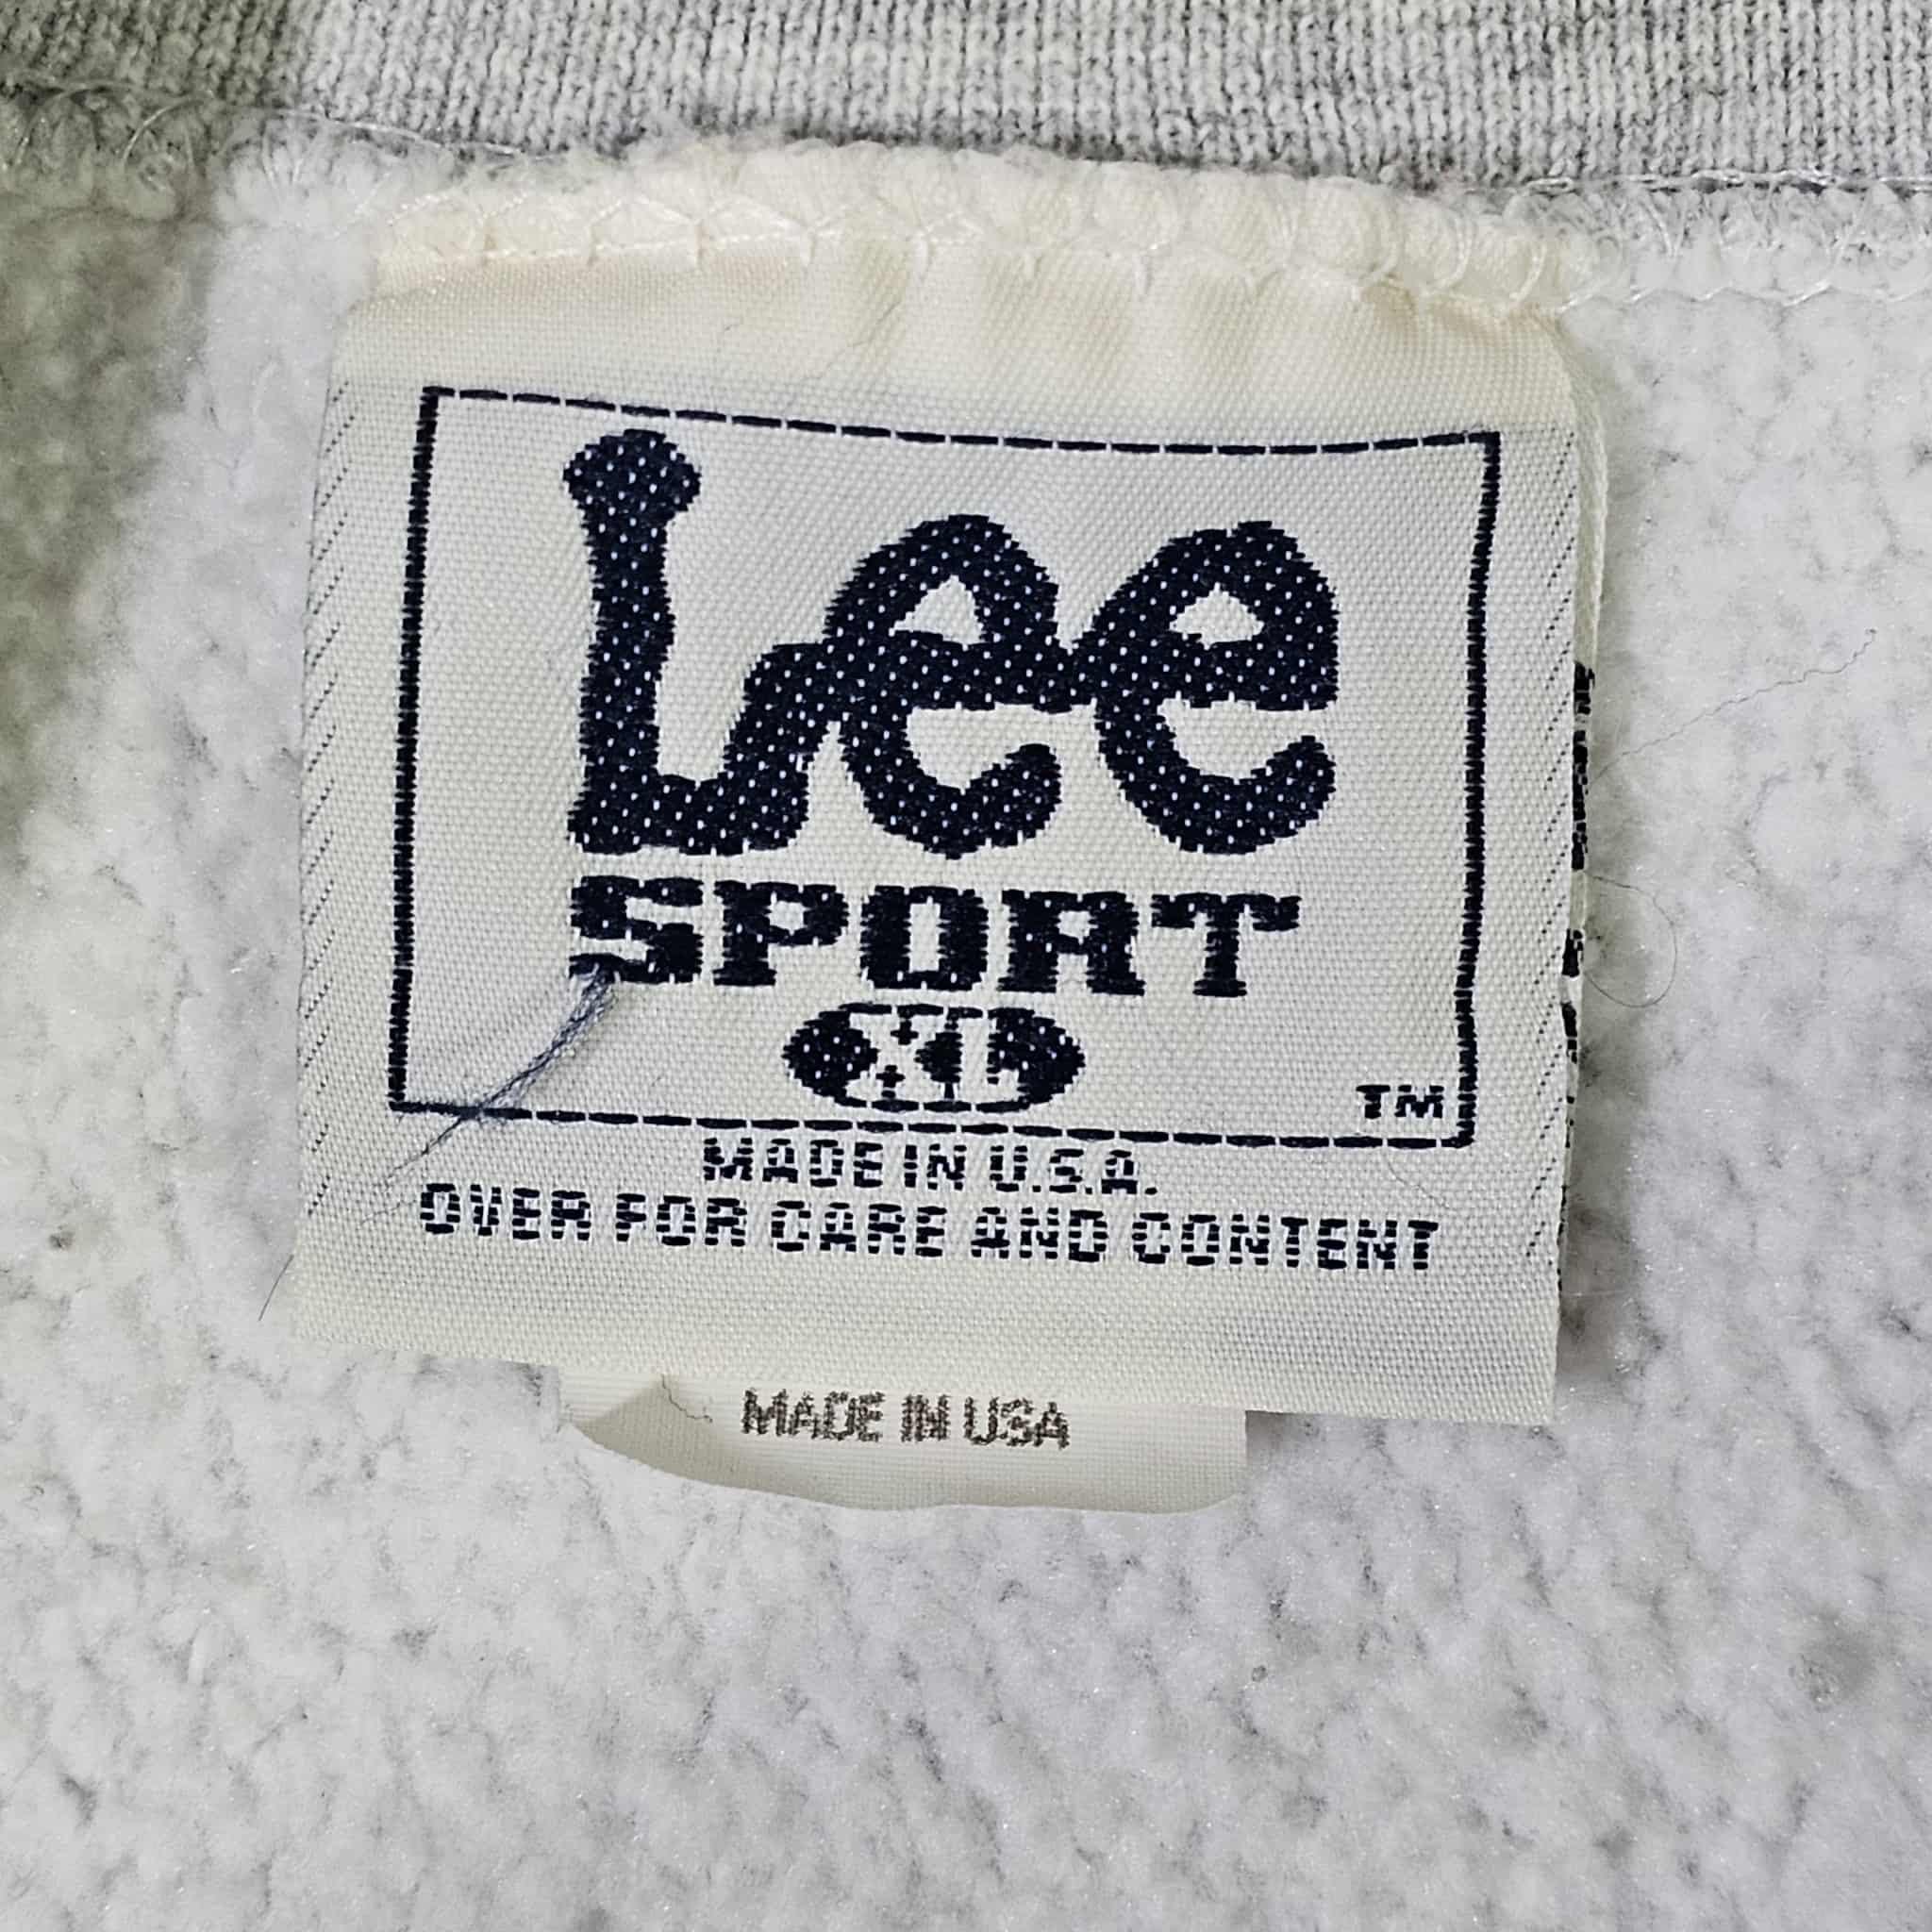 Lee
SPORT
XL
TM
MADE IN U.S.A.
OVER FOR CARE AND CONTENT
MADE IN USA